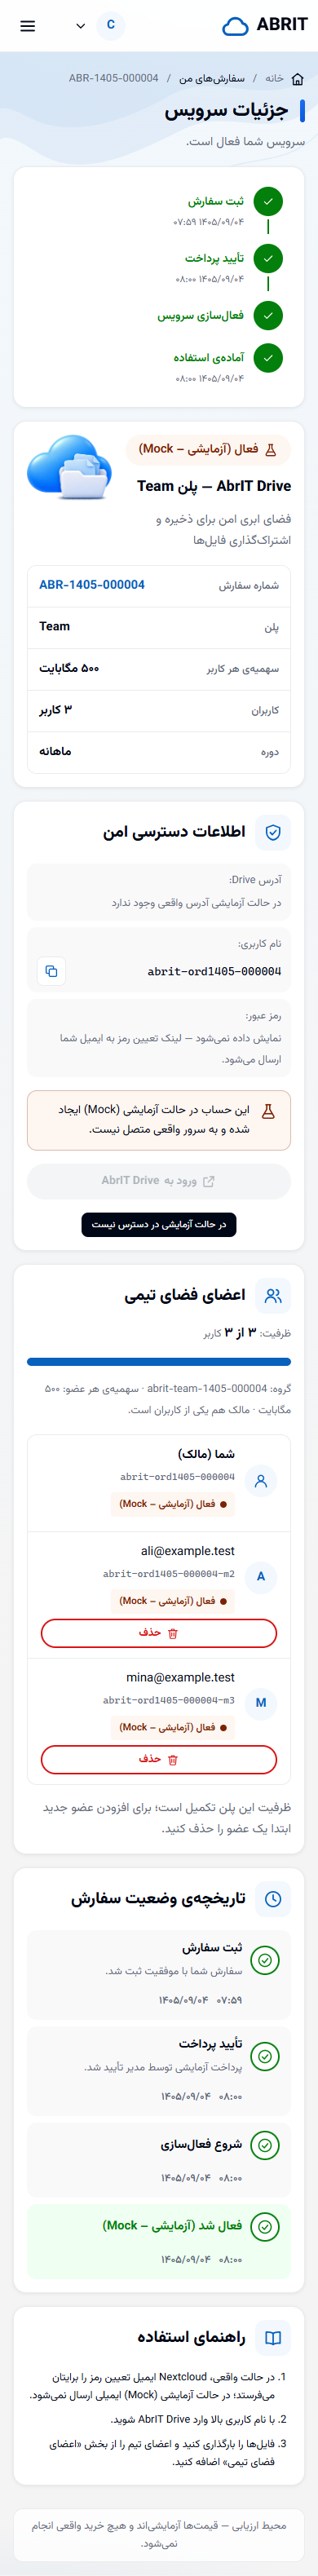 ABRIT
C
خانه / سفارش‌های من / ABR-1405-000004
جزئیات سرویس
سرویس شما فعال است.
ثبت سفارش
۱۴۰۵/۰۹/۰۴ ۰۷:۵۹
تأیید پرداخت
۱۴۰۵/۰۹/۰۴ ۰۸:۰۰
فعال‌سازی سرویس
آماده‌ی استفاده
۱۴۰۵/۰۹/۰۴ ۰۸:۰۰
فعال (آزمایشی – Mock)
AbrIT Drive — پلن Team
فضای ابری امن برای ذخیره و
اشتراک‌گذاری فایل‌ها
شماره سفارش ABR-1405-000004
پلن Team
سهمیه‌ی هر کاربر ۵۰۰ مگابایت
کاربران ۳ کاربر
دوره ماهانه
اطلاعات دسترسی امن
آدرس Drive:
در حالت آزمایشی آدرس واقعی وجود ندارد
نام کاربری:
abrit-ord1405-000004
رمز عبور:
نمایش داده نمی‌شود — لینک تعیین رمز به ایمیل شما
ارسال می‌شود.
این حساب در حالت آزمایشی (Mock) ایجاد
شده و به سرور واقعی متصل نیست.
ورود به AbrIT Drive
در حالت آزمایشی در دسترس نیست
اعضای فضای تیمی
ظرفیت: ۳ از ۳ کاربر
گروه: abrit-team-1405-000004 · سهمیه‌ی هر عضو: ۵۰۰
مگابایت · مالک هم یکی از کاربران است.
شما (مالک)
abrit-ord1405-000004
فعال (آزمایشی – Mock)
A
ali@example.test
abrit-ord1405-000004-m2
فعال (آزمایشی – Mock)
حذف
M
mina@example.test
abrit-ord1405-000004-m3
فعال (آزمایشی – Mock)
حذف
ظرفیت این پلن تکمیل است؛ برای افزودن عضو جدید
ابتدا یک عضو را حذف کنید.
تاریخچه‌ی وضعیت سفارش
ثبت سفارش
سفارش شما با موفقیت ثبت شد.
۰۷:۵۹ ۱۴۰۵/۰۹/۰۴
تأیید پرداخت
پرداخت آزمایشی توسط مدیر تأیید شد.
۰۸:۰۰ ۱۴۰۵/۰۹/۰۴
شروع فعال‌سازی
۰۸:۰۰ ۱۴۰۵/۰۹/۰۴
فعال شد (آزمایشی – Mock)
۰۸:۰۰ ۱۴۰۵/۰۹/۰۴
راهنمای استفاده
1. در حالت واقعی، Nextcloud ایمیل تعیین رمز را برایتان
می‌فرستد؛ در حالت آزمایشی (Mock) ایمیلی ارسال نمی‌شود.
2. با نام کاربری بالا وارد AbrIT Drive شوید.
3. فایل‌ها را بارگذاری کنید و اعضای تیم را از بخش «اعضای
فضای تیمی» اضافه کنید.
محیط ارزیابی — قیمت‌ها آزمایشی‌اند و هیچ خرید واقعی انجام
نمی‌شود.